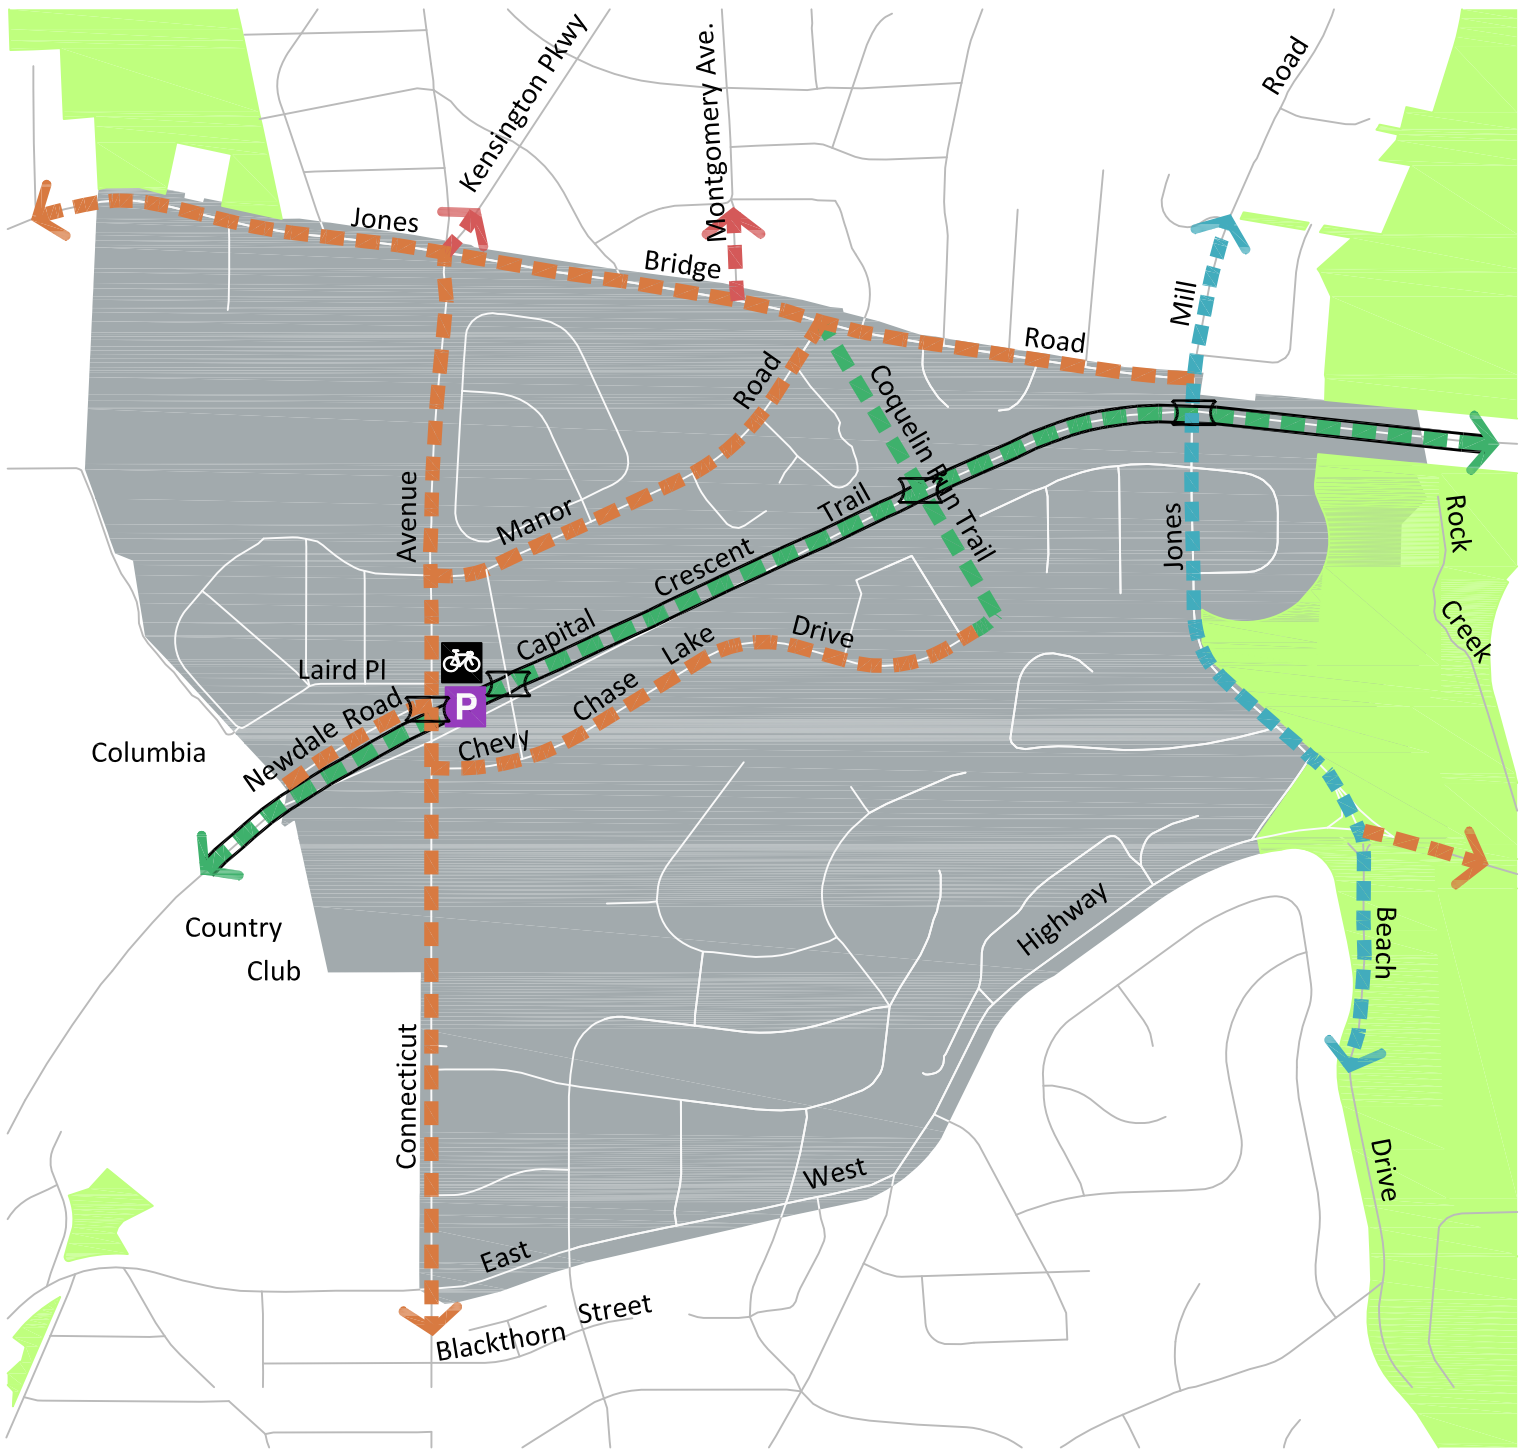 Kensington Pkwy
Montgomery Ave.
Road
Jones
Bridge
Road
Mill
Road
Manor
Coquelin Run Trail
Avenue
Trail
Crescent
Capital
Jones
Rock
Creek
Laird Pl
Newdale Road
P
Lake
Drive
Chase
Chevy
Columbia
Country
Club
Highway
Beach
Connecticut
West
East
Drive
Blackthorn
Street